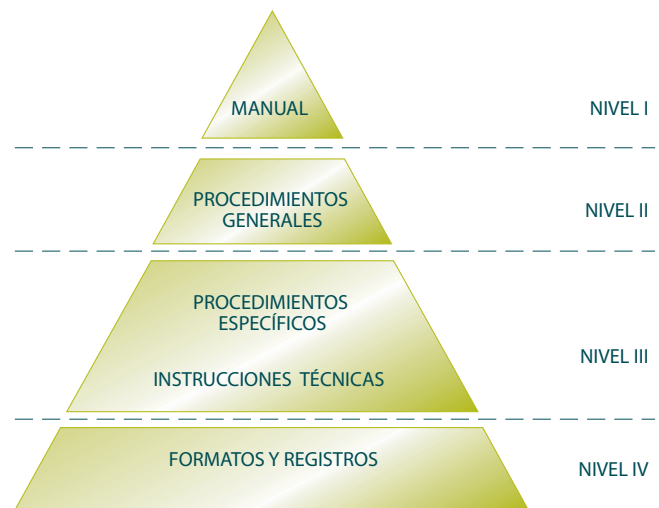 MANUAL
NIVEL I
PROCEDIMIENTOS
GENERALES
NIVEL II
PROCEDIMIENTOS
ESPECÍFICOS
INSTRUCCIONES TÉCNICAS
NIVEL III
FORMATOS Y REGISTROS
NIVEL IV